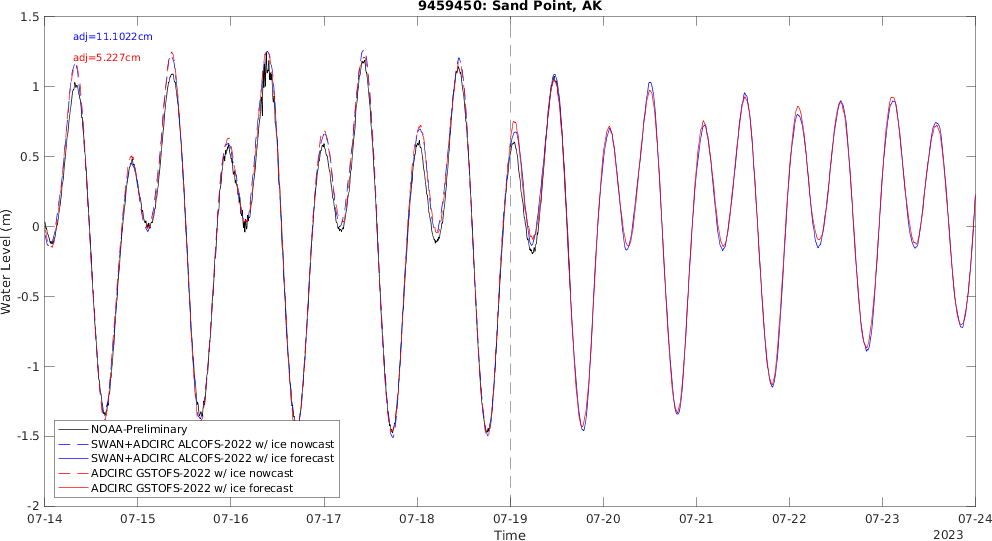 9459450: Sand Point, AK
adj=11.1022cm
adj=5.227cm
1.5
1
0.5
0
-0.5
-1
-1.5
-2
Water Level (m)
NOAA-Preliminary
SWAN+ADCIRC ALCOFS-2022 w/ ice nowcast
SWAN+ADCIRC ALCOFS-2022 w/ ice forecast
ADCIRC GSTOFS-2022 w/ ice nowcast
ADCIRC GSTOFS-2022 w/ ice forecast
07-14 07-15 07-16 07-17 07-18 07-19 07-20 07-21 07-22 07-23 07-24
Time
2023